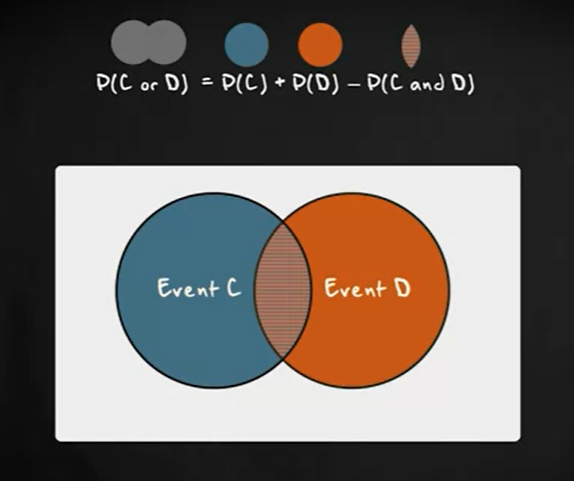 P(C or D) = P(C) + P(D) – P(C and D)
Event C
Event D